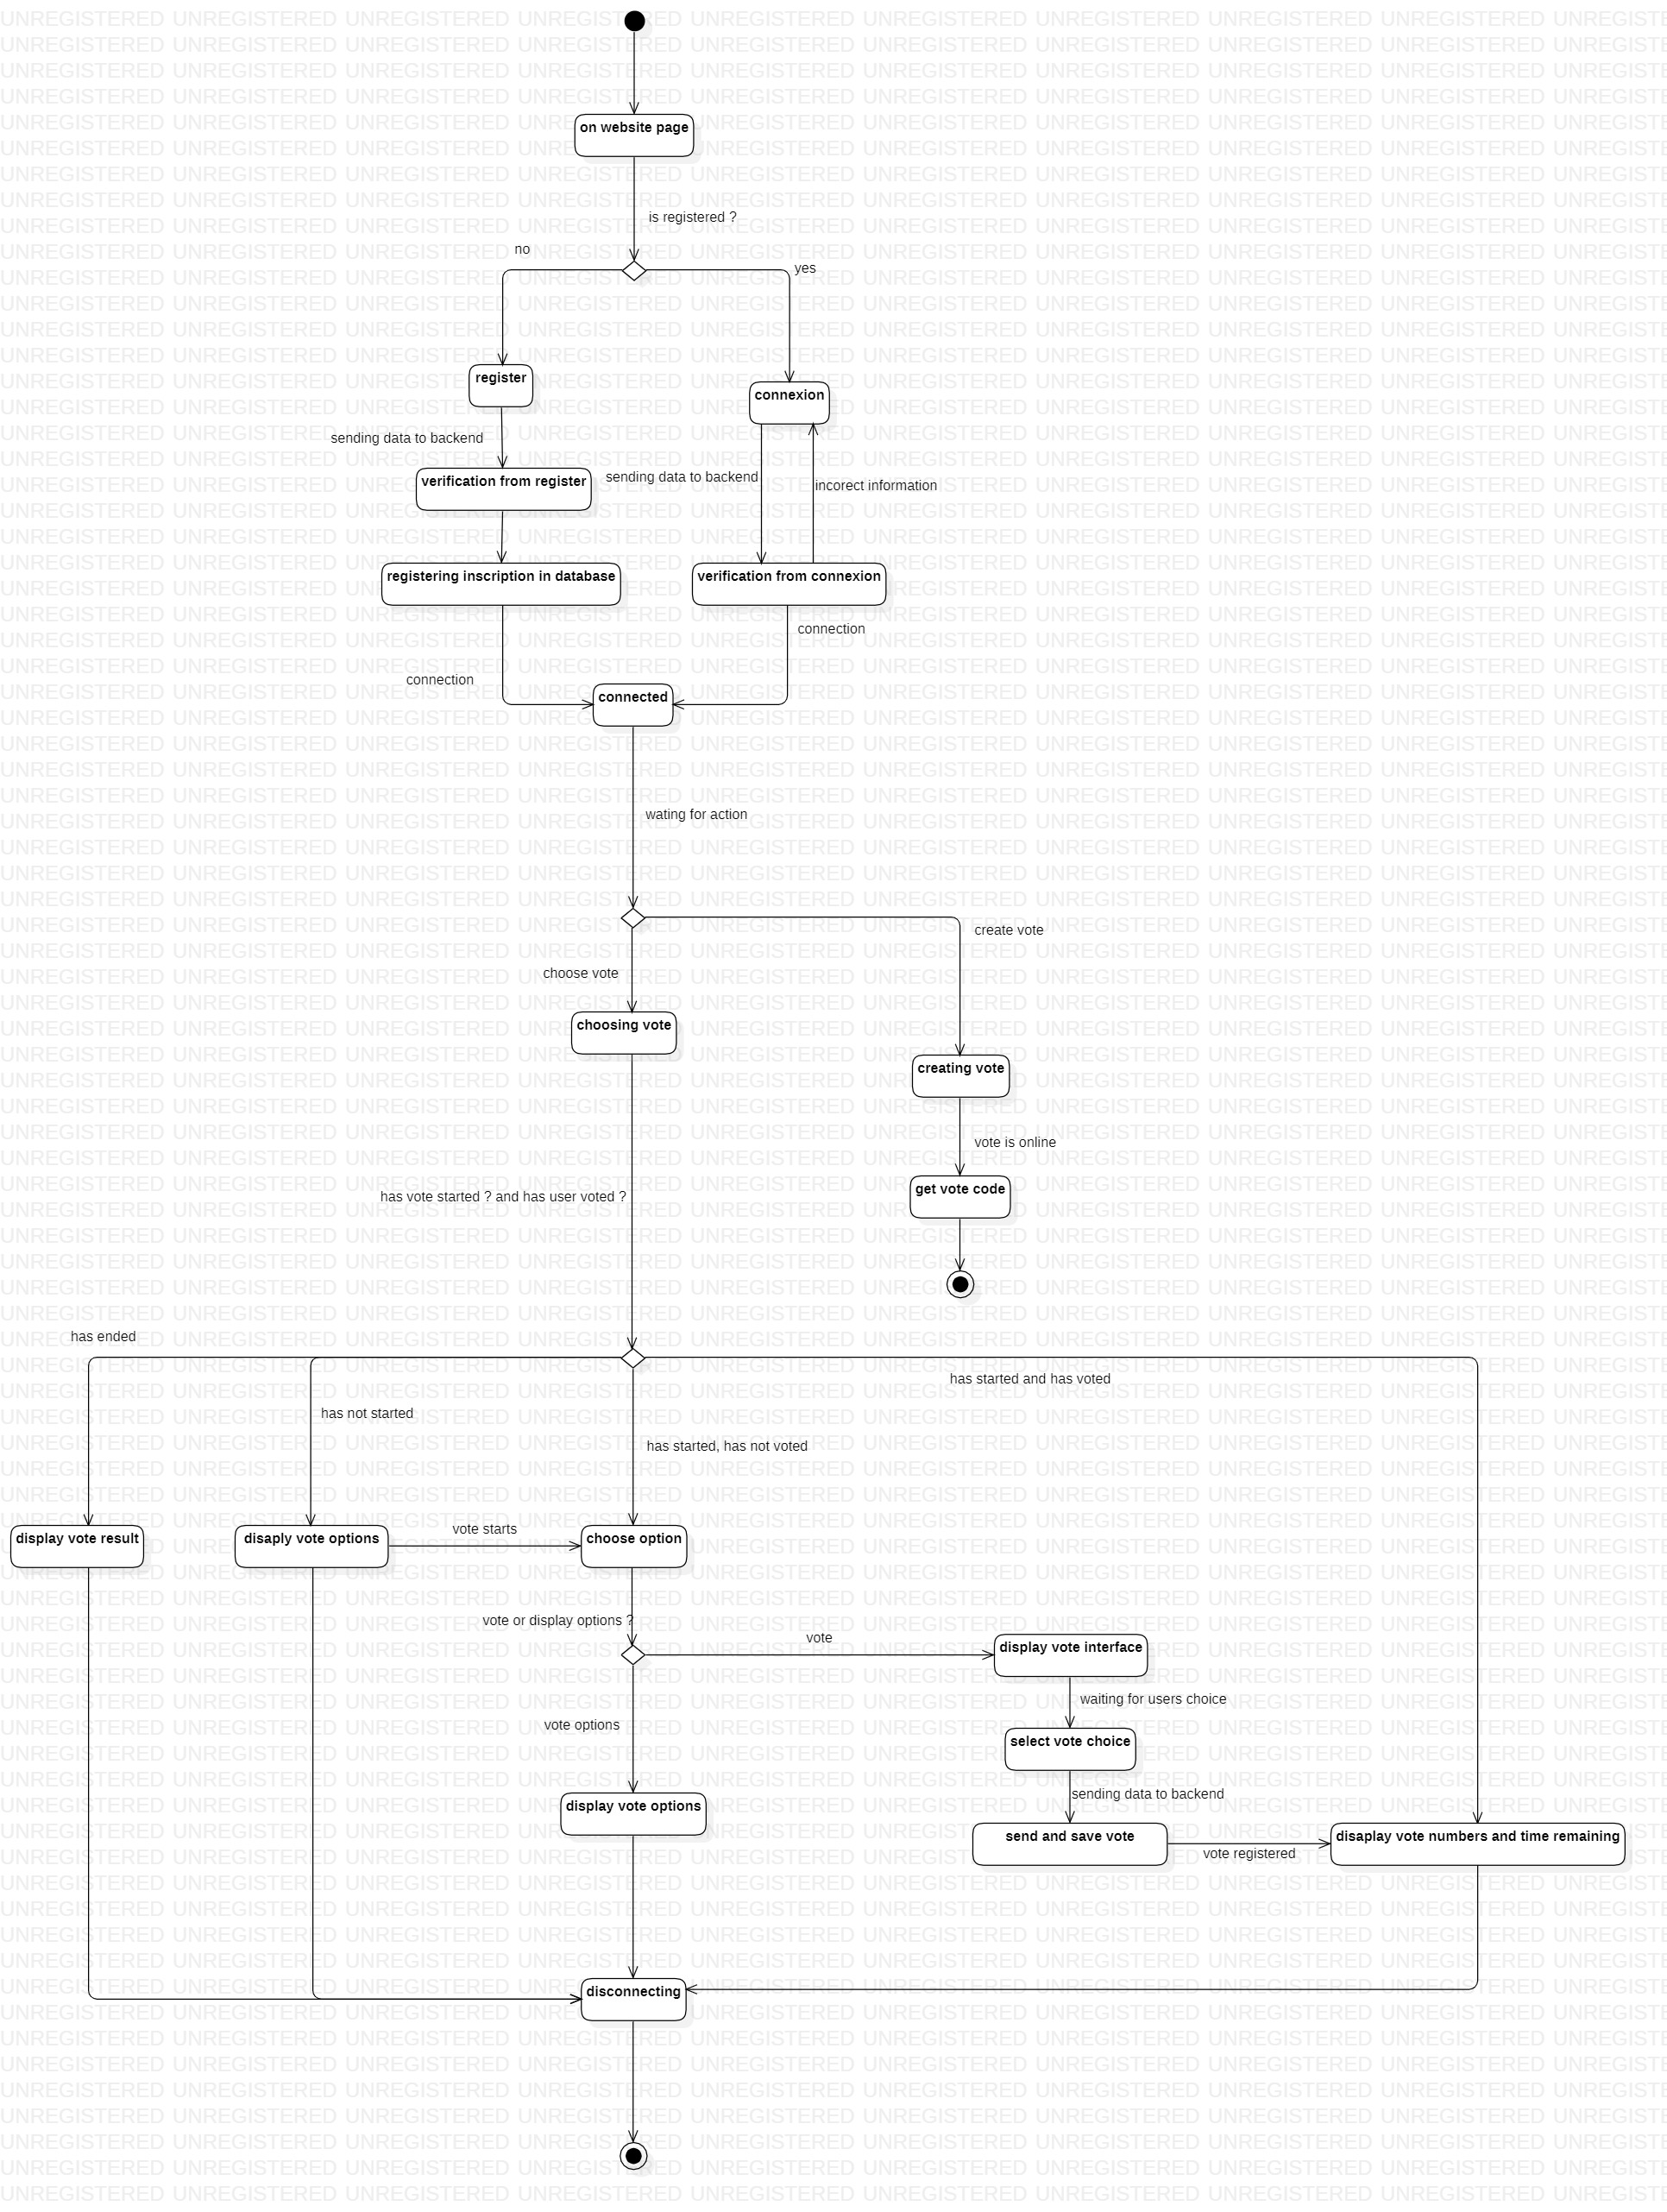 on website page
is registered ?
no
yes
register
connexion
sending data to backend
sending data to backend
incorect information
verification from register
registering inscription in database
verification from connexion
connection
connection
connected
wating for action
create vote
choose vote
choosing vote
creating vote
vote is online
has vote started ? and has user voted ?
get vote code
has ended
has started and has voted
has not started
has started, has not voted
display vote result
disaply vote options
vote starts
choose option
vote or display options ?
vote
display vote interface
waiting for users choice
vote options
select vote choice
sending data to backend
display vote options
send and save vote
vote registered
disaplay vote numbers and time remaining
disconnecting
UNREGISTERED